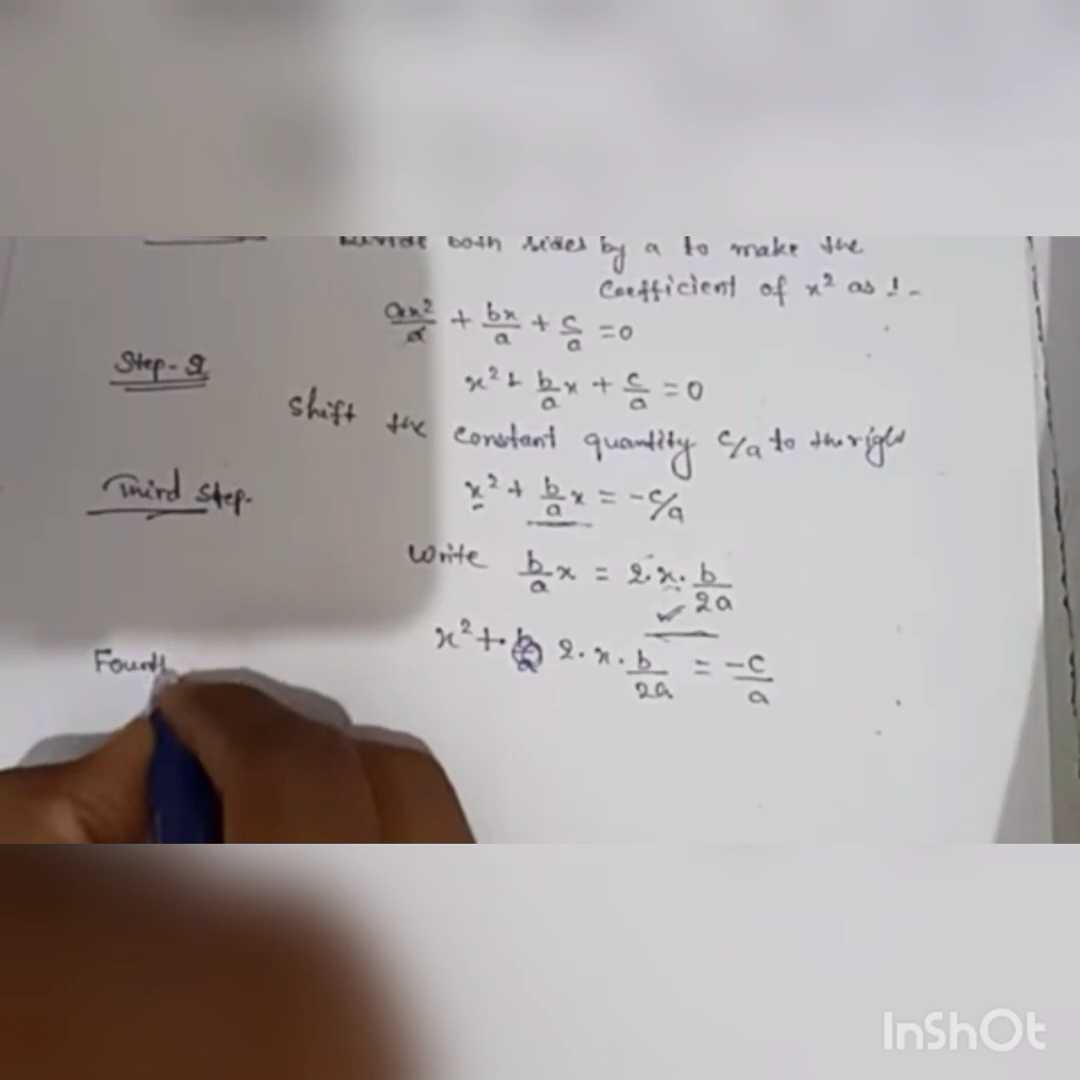 both sides by a to make the
Coefficient of x² as 1.
ax²/a + bx/a + c/a = 0
Step-2
x² + b/a x + c/a = 0
Shift the constant quantity c/a to the right
Third Step.
x² + b/a x = -c/a
Write b/a x = 2.x. b/2a
x² + b/a 2.x. b/2a = -c/a
Fourth
InShOt